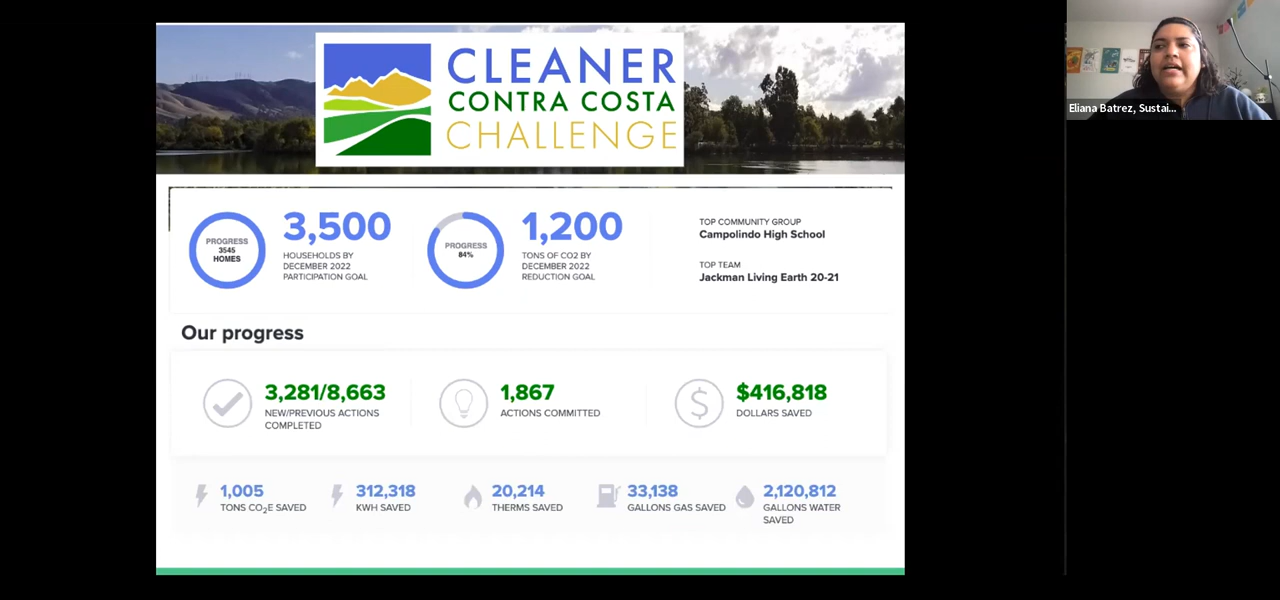 CLEANER
CONTRA COSTA
CHALLENGE
Eliana Batrez, Sustai...
PROGRESS
3545
HOMES
3,500
HOUSEHOLDS BY
DECEMBER 2022
PARTICIPATION GOAL
PROGRESS
84%
1,200
TONS OF CO2 BY
DECEMBER 2022
REDUCTION GOAL
TOP COMMUNITY GROUP
Campolindo High School
TOP TEAM
Jackman Living Earth 20-21
Our progress
3,281/8,663
NEW/PREVIOUS ACTIONS
COMPLETED
1,867
ACTIONS COMMITTED
$416,818
DOLLARS SAVED
1,005
TONS CO2E SAVED
312,318
KWH SAVED
20,214
THERMS SAVED
33,138
GALLONS GAS SAVED
2,120,812
GALLONS WATER
SAVED